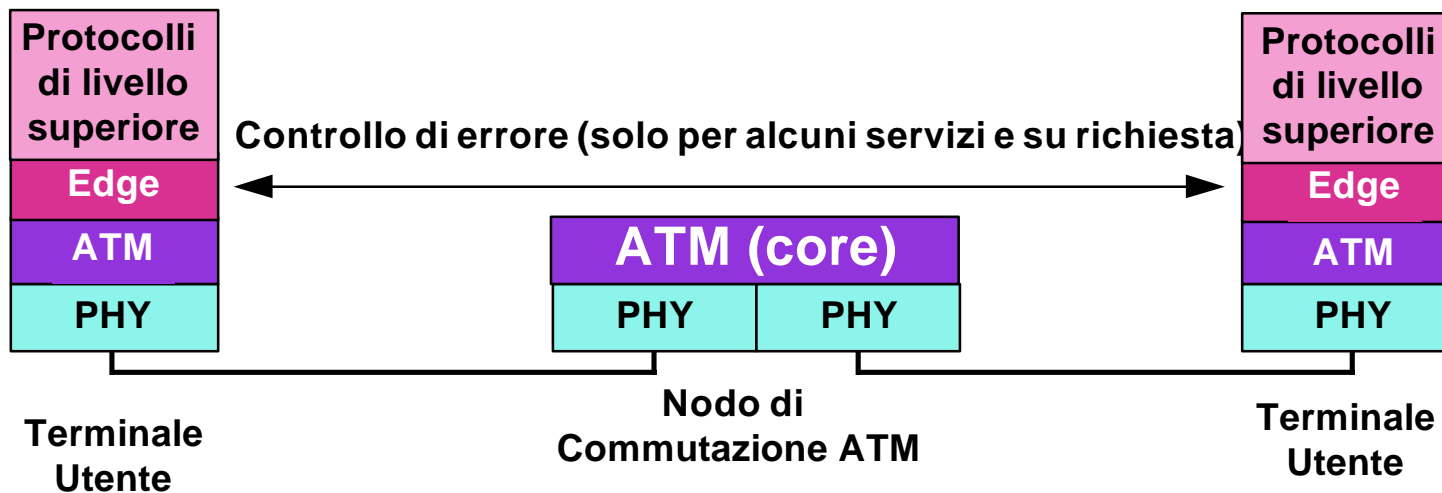 Protocolli
di livello
superiore
Edge
ATM
PHY
Terminale
Utente
Controllo di errore (solo per alcuni servizi e su richiesta)
ATM (core)
PHY PHY
Nodo di
Commutazione ATM
Protocolli
di livello
superiore
Edge
ATM
PHY
Terminale
Utente